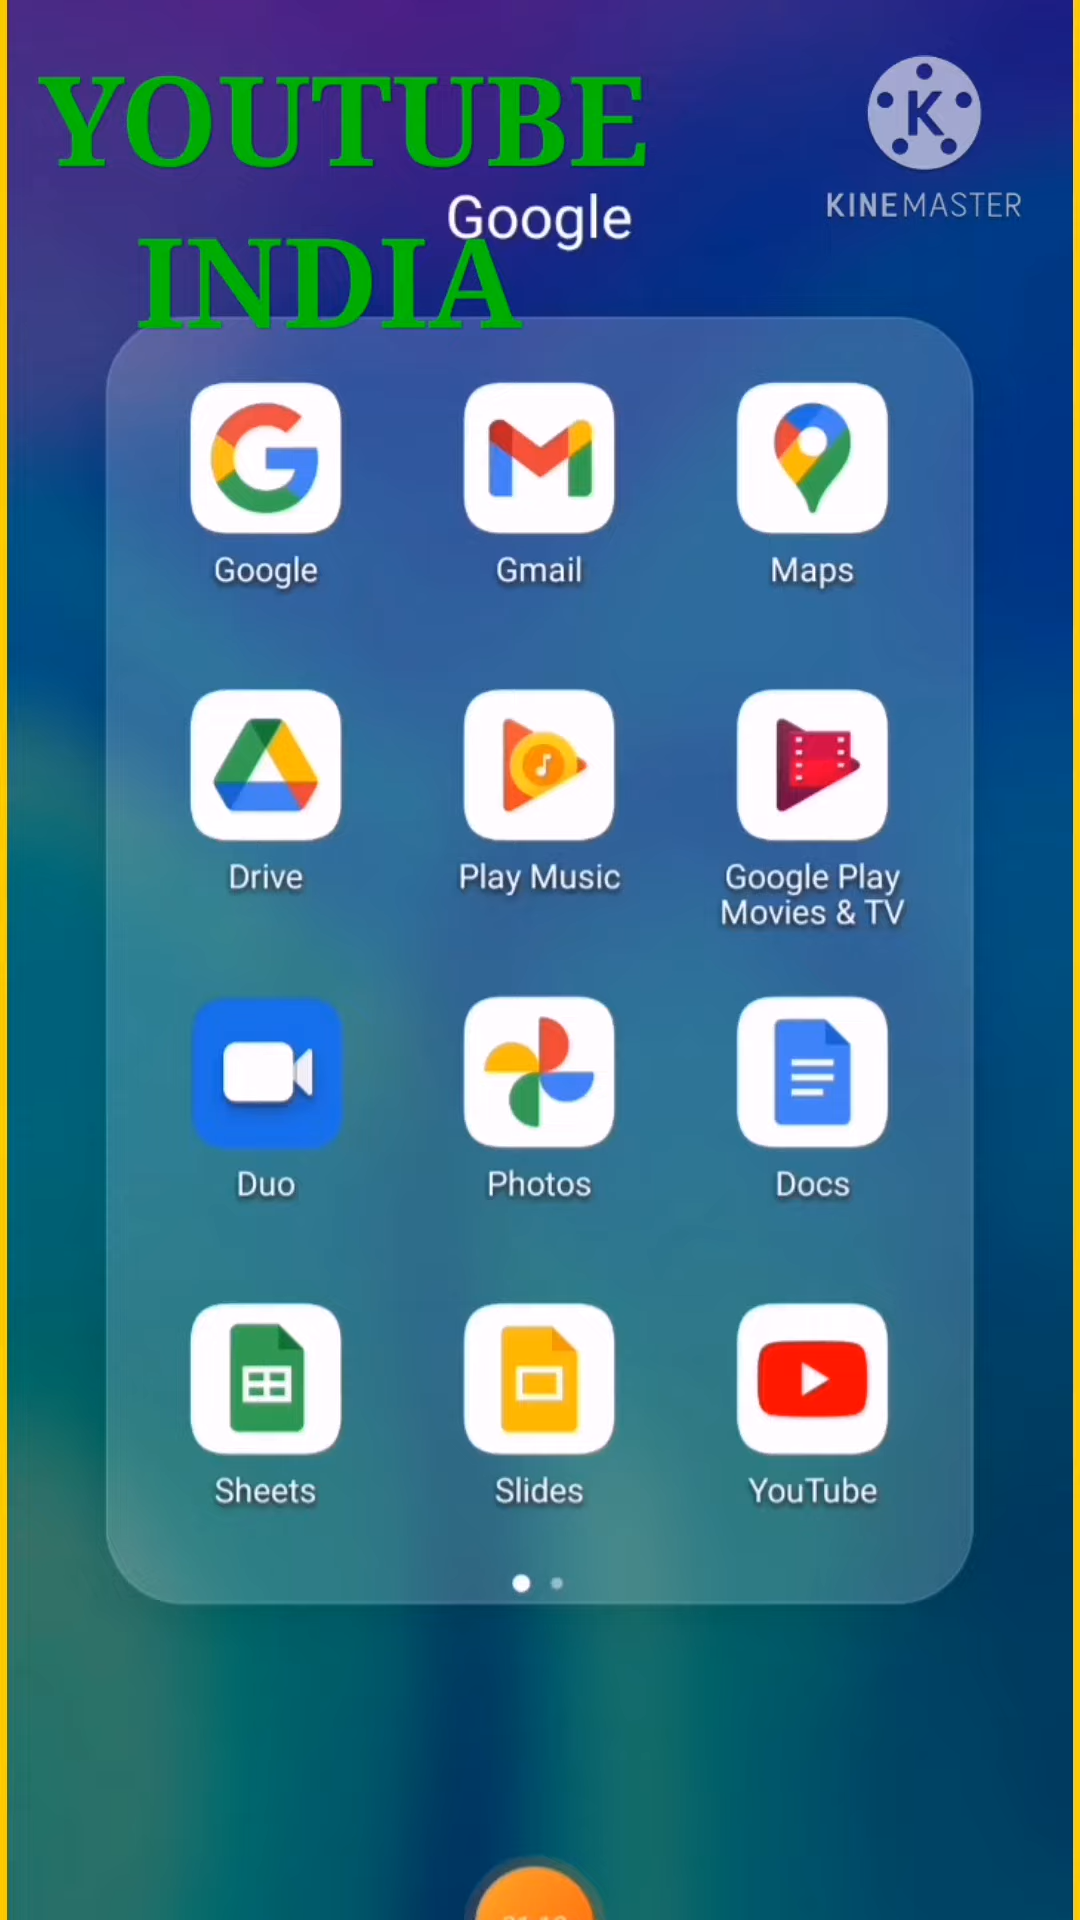 YOUTUBE
INDIA
K
KINEMASTER
Google
Google
Gmail
Maps
Drive
Play Music
Google Play
Movies & TV
Duo
Photos
Docs
Sheets
Slides
YouTube